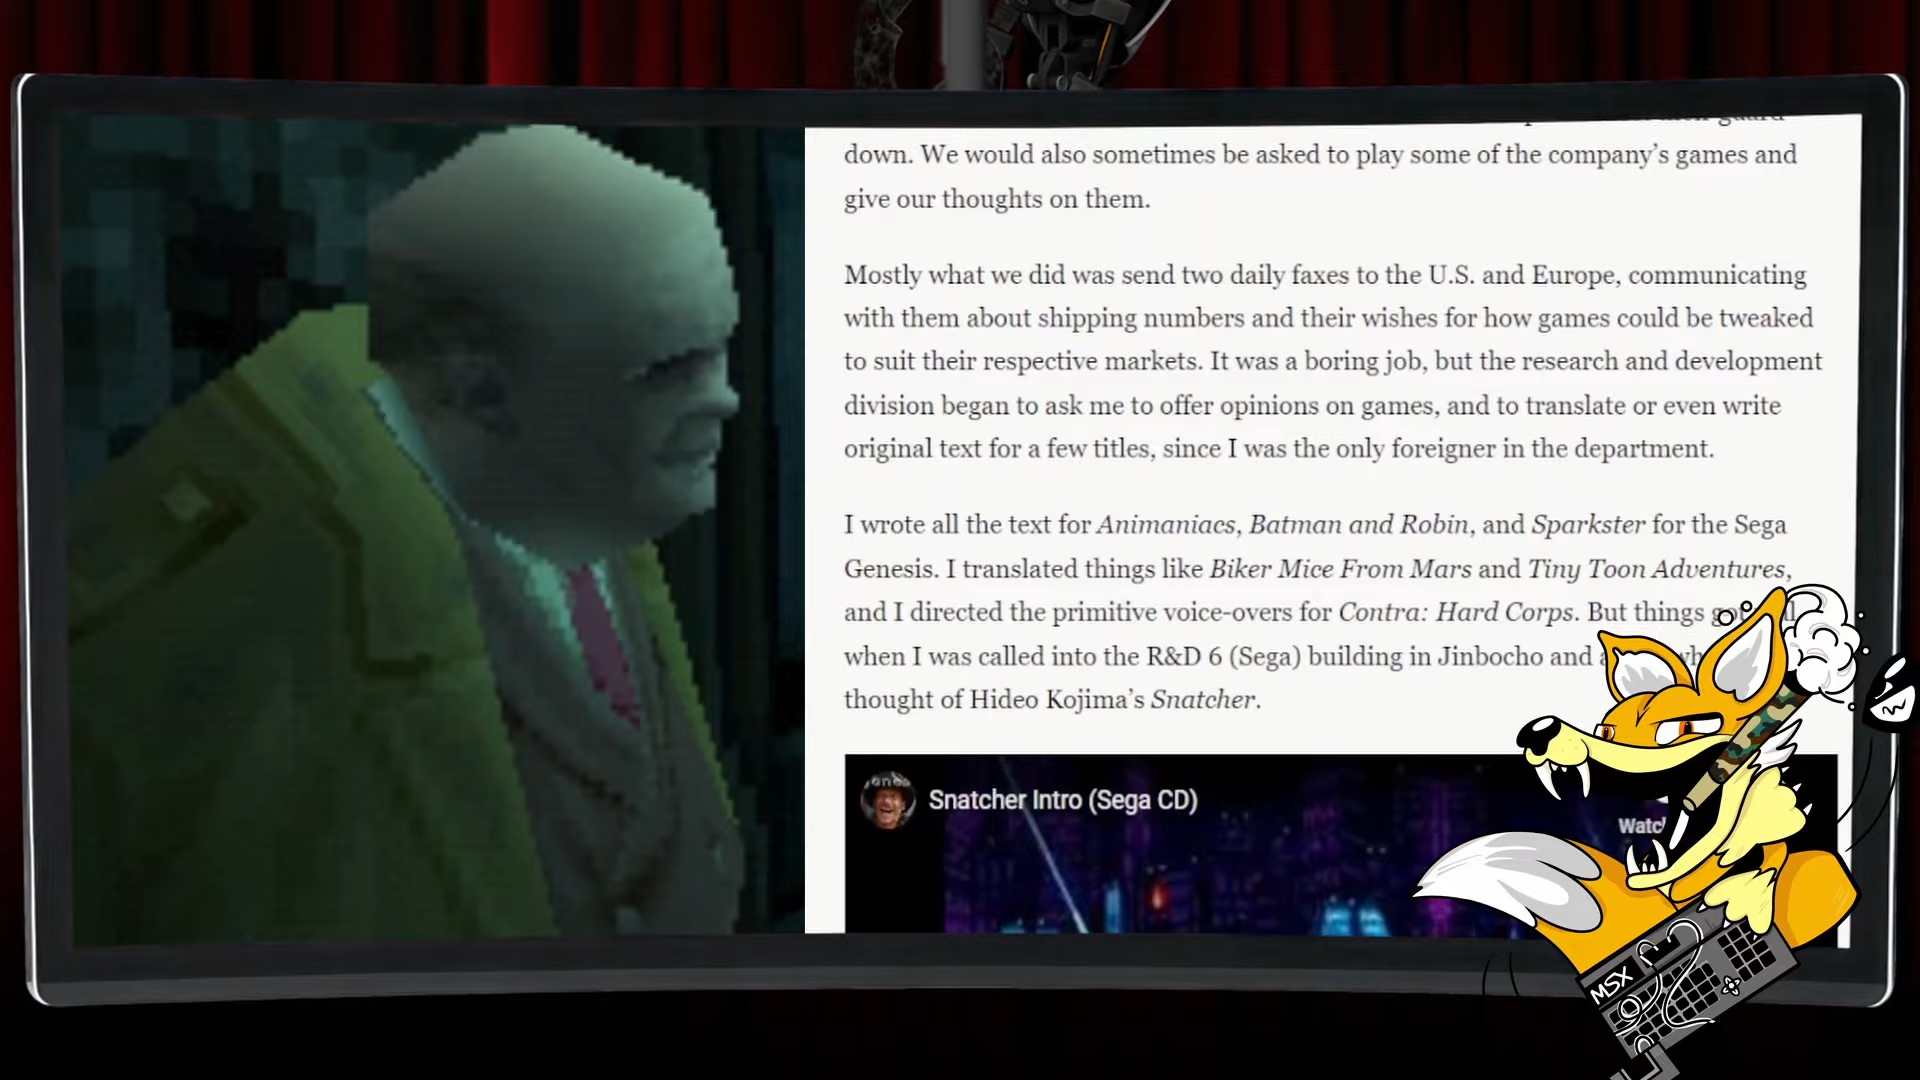 down. We would also sometimes be asked to play some of the company's games and
give our thoughts on them.
Mostly what we did was send two daily faxes to the U.S. and Europe, communicating
with them about shipping numbers and their wishes for how games could be tweaked
to suit their respective markets. It was a boring job, but the research and development
division began to ask me to offer opinions on games, and to translate or even write
original text for a few titles, since I was the only foreigner in the department.
I wrote all the text for Animaniacs, Batman and Robin, and Sparkster for the Sega
Genesis. I translated things like Biker Mice From Mars and Tiny Toon Adventures,
and I directed the primitive voice-overs for Contra: Hard Corps. But things
when I was called into the R&D 6 (Sega) building in Jinbocho and
thought of Hideo Kojima's Snatcher.
Snatcher Intro (Sega CD)
MSX